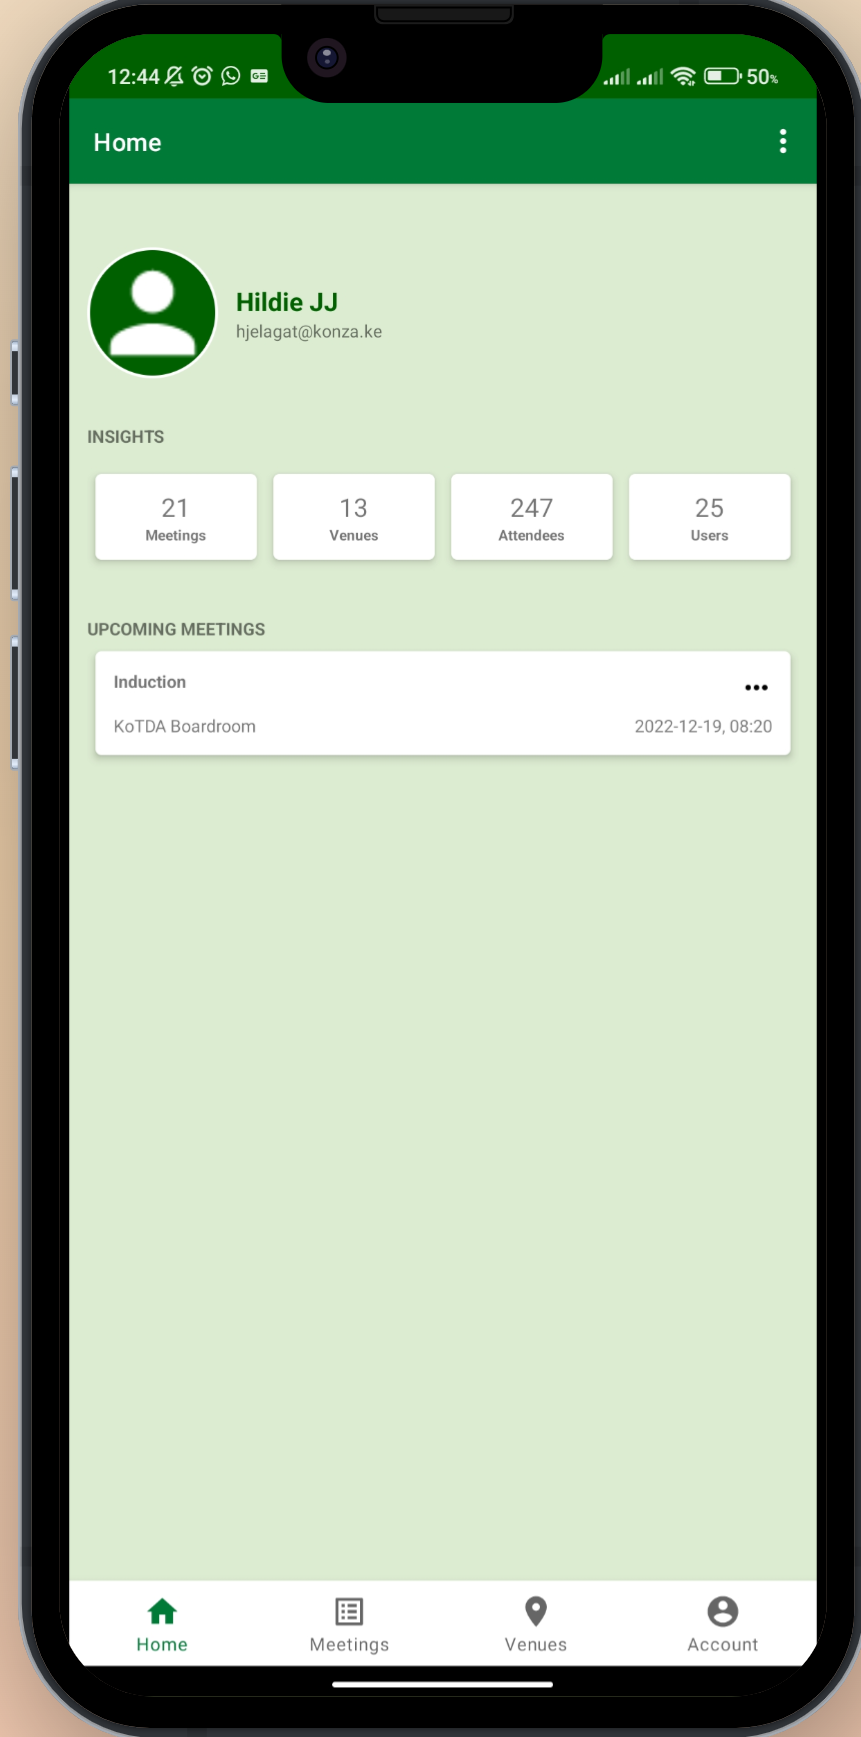 12:44 GE 50%
Home
Hildie JJ
hjelagat@konza.ke
INSIGHTS
21 13 247 25
Meetings Venues Attendees Users
UPCOMING MEETINGS
Induction
KoTDA Boardroom 2022-12-19, 08:20
Home Meetings Venues Account